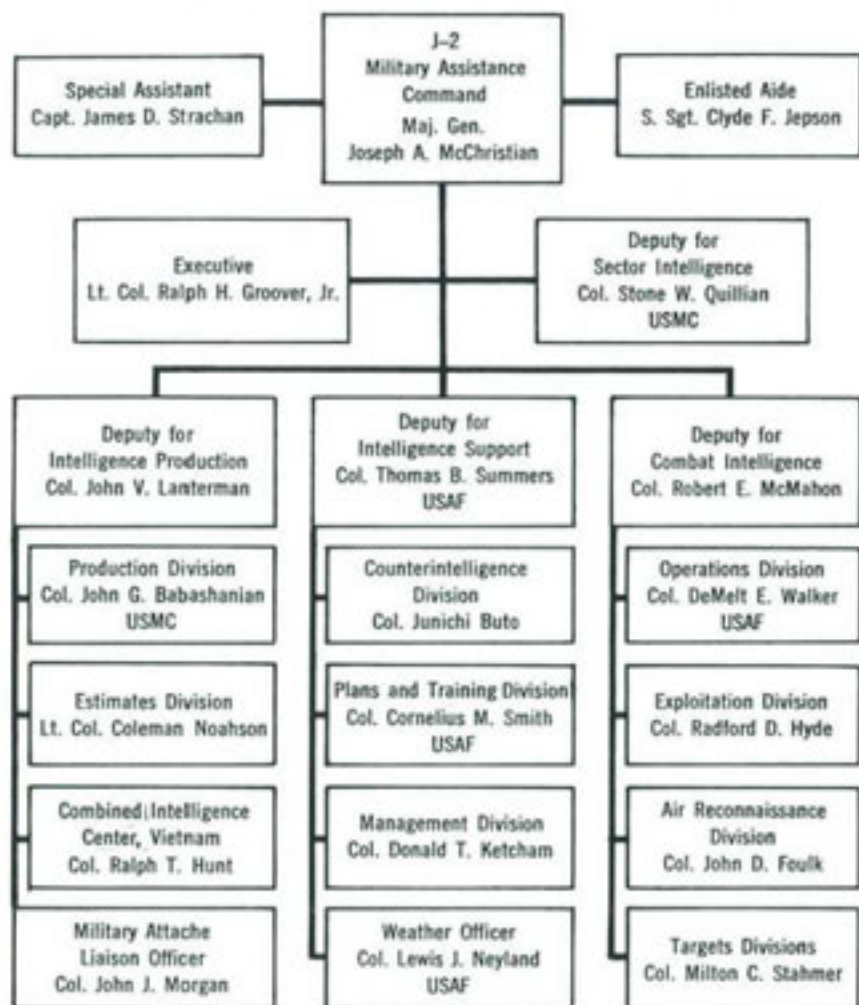 J-2
Military Assistance
Command
Maj. Gen.
Joseph A. McChristian
Special Assistant
Capt. James D. Strachan
Enlisted Aide
S. Sgt. Clyde F. Jepson
Executive
Lt. Col. Ralph H. Groover, Jr.
Deputy for
Sector Intelligence
Col. Stone W. Quillian
USMC
Deputy for
Intelligence Production
Col. John V. Lanterman
Production Division
Col. John G. Babashanian
USMC
Estimates Division
Lt. Col. Coleman Noahson
Combined Intelligence
Center, Vietnam
Col. Ralph T. Hunt
Military Attache
Liaison Officer
Col. John J. Morgan
Deputy for
Intelligence Support
Col. Thomas B. Summers
USAF
Counterintelligence
Division
Col. Junichi Buto
Plans and Training Division
Col. Cornelius M. Smith
USAF
Management Division
Col. Donald T. Ketcham
Weather Officer
Col. Lewis J. Neyland
USAF
Deputy for
Combat Intelligence
Col. Robert E. McMahon
Operations Division
Col. DeMelt E. Walker
USAF
Exploitation Division
Col. Radford D. Hyde
Air Reconnaissance
Division
Col. John D. Foulk
Targets Divisions
Col. Milton C. Stahmer